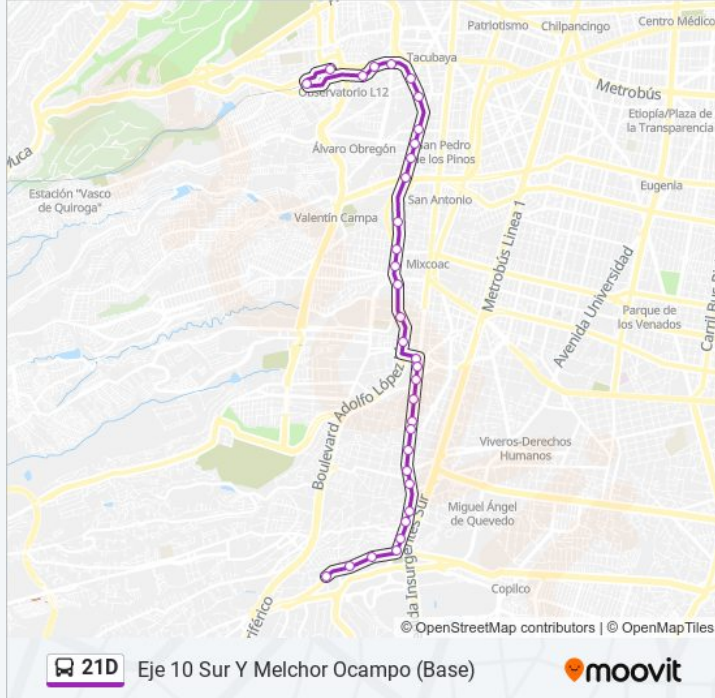 Patriotismo
Chilpancingo
Centro Médico
Tacubaya
Observatorio L12
Metrobús
Etiopía/Plaza de
la Transparencia
Álvaro Obregón
San Pedro
de los Pinos
Estación "Vasco
de Quiroga"
Eugenia
San Antonio
Valentín Campa
Mixcoac
Metrobús Linea 1
Avenida Universidad
Parque de
los Venados
Boulevard Adolfo López
Viveros-Derechos
Humanos
Miguel Ángel
de Quevedo
Insurgentes Sur
Copilco
© OpenStreetMap contributors | © OpenMapTiles
21D
Eje 10 Sur Y Melchor Ocampo (Base)
moovit